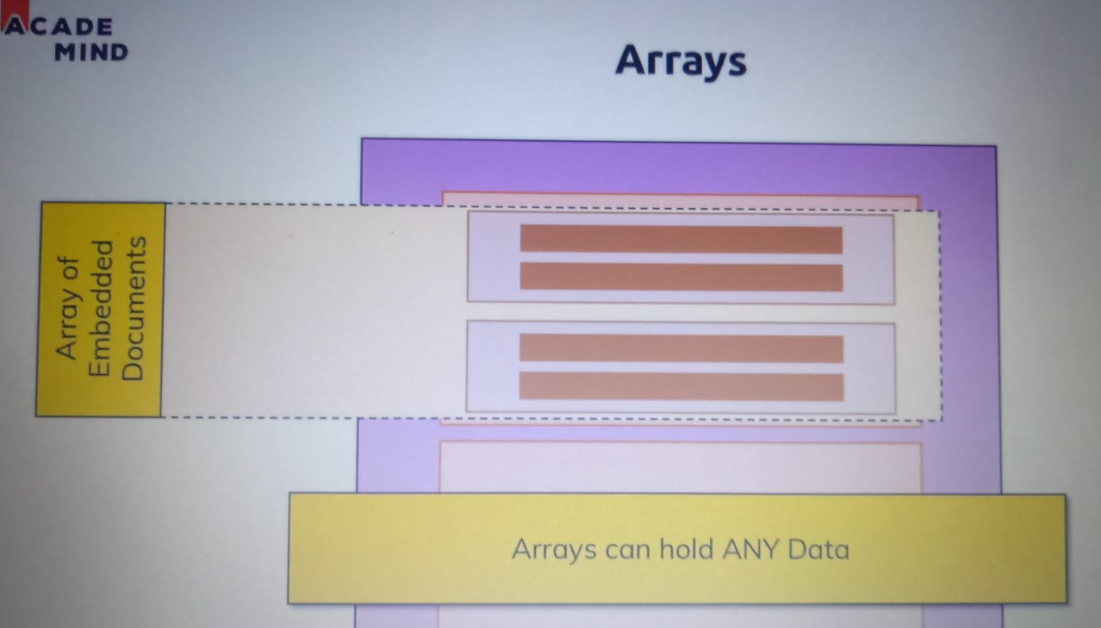 ACADE
MIND
Arrays
Array of
Embedded
Documents
Arrays can hold ANY Data